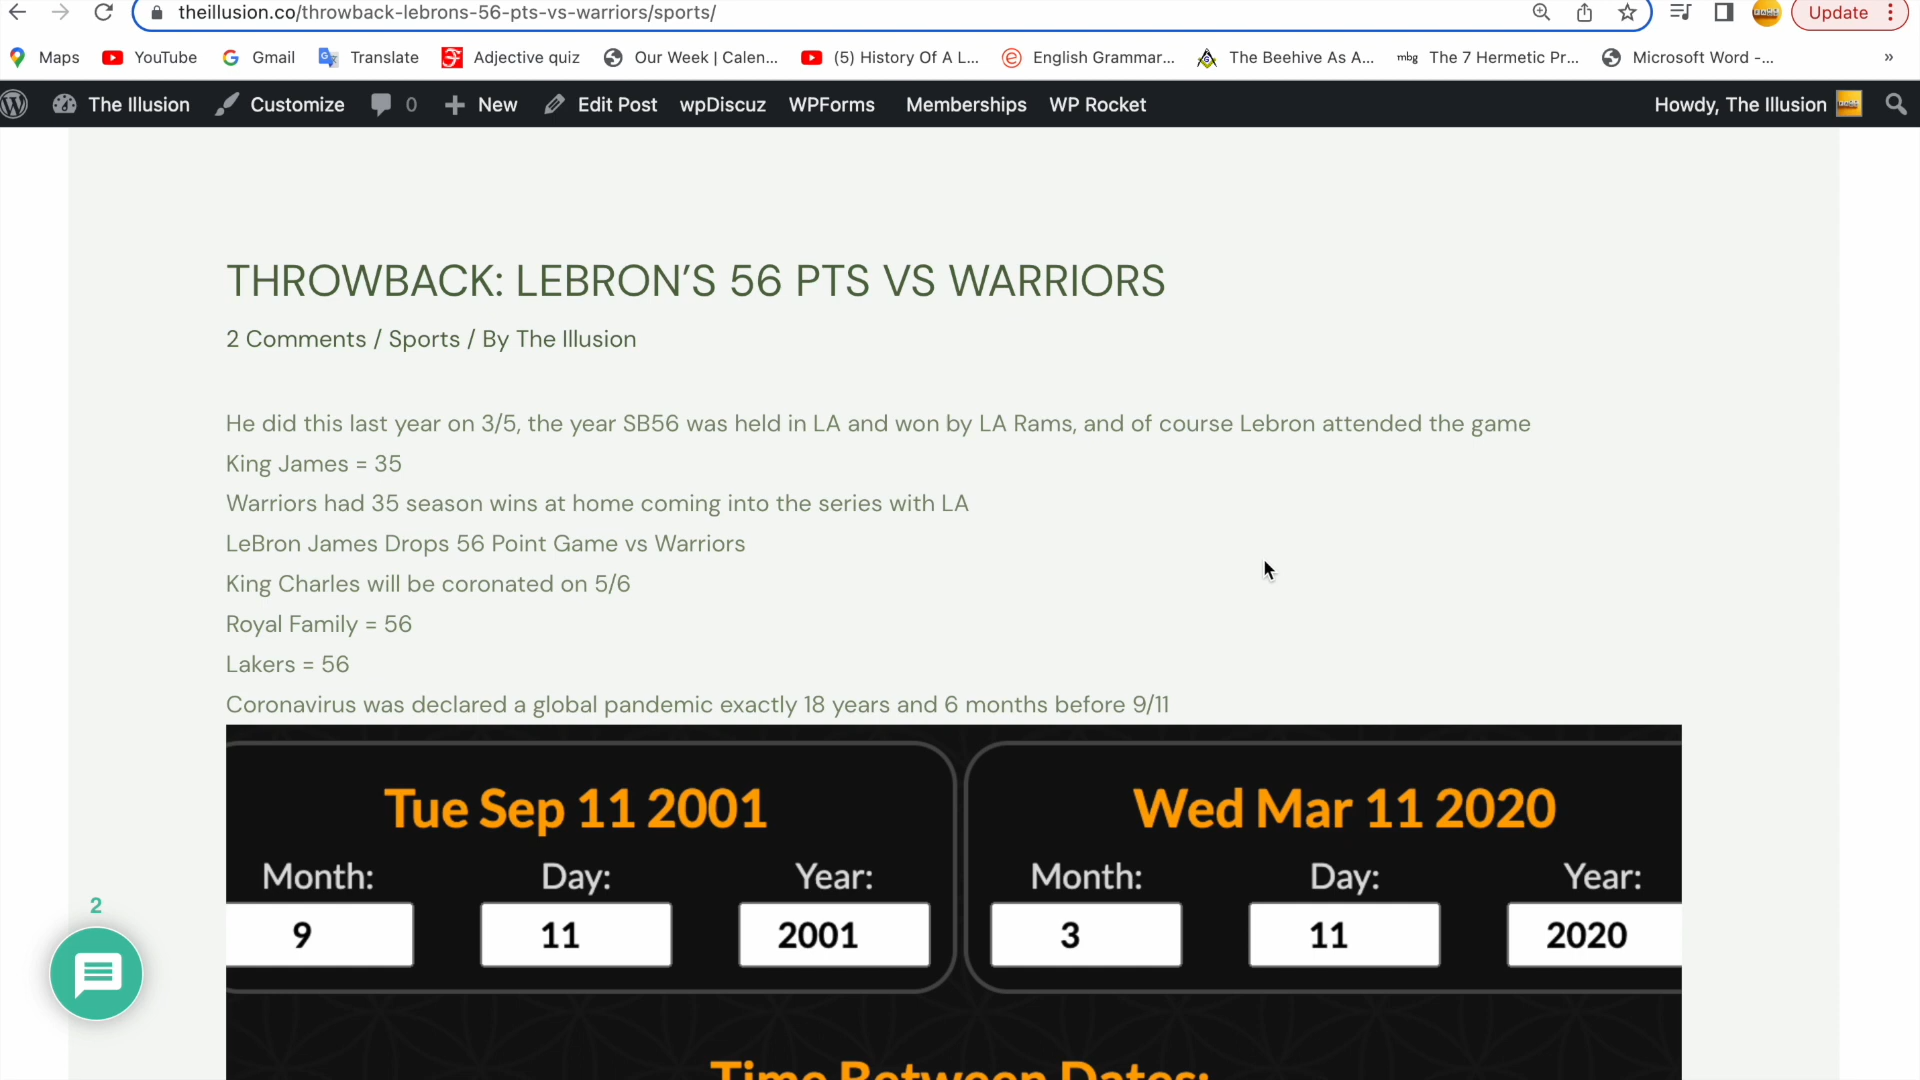 theillusion.co/throwback-lebrons-56-pts-vs-warriors/sports/
Update
Maps YouTube Gmail Translate Adjective quiz Our Week | Calen... (5) History Of A L... English Grammar... The Beehive As A... mbg The 7 Hermetic Pr... Microsoft Word -... »
The Illusion Customize 0 New Edit Post wpDiscuz WPForms Memberships WP Rocket Howdy, The Illusion
THROWBACK: LEBRON’S 56 PTS VS WARRIORS
2 Comments / Sports / By The Illusion
He did this last year on 3/5, the year SB56 was held in LA and won by LA Rams, and of course Lebron attended the game
King James = 35
Warriors had 35 season wins at home coming into the series with LA
LeBron James Drops 56 Point Game vs Warriors
King Charles will be coronated on 5/6
Royal Family = 56
Lakers = 56
Coronavirus was declared a global pandemic exactly 18 years and 6 months before 9/11
Tue Sep 11 2001 Wed Mar 11 2020
Month: Day: Year: Month: Day: Year:
9 11 2001 3 11 2020
2
Time Between Dates: